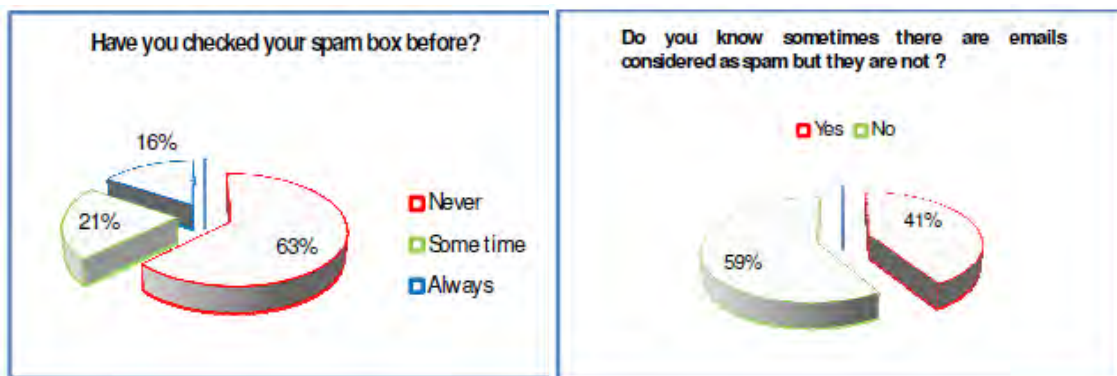 Have you checked your spam box before?
16%
21%
63%
Never
Some time
Always
Do you know sometimes there are emails
considered as spam but they are not ?
Yes No
41%
59%